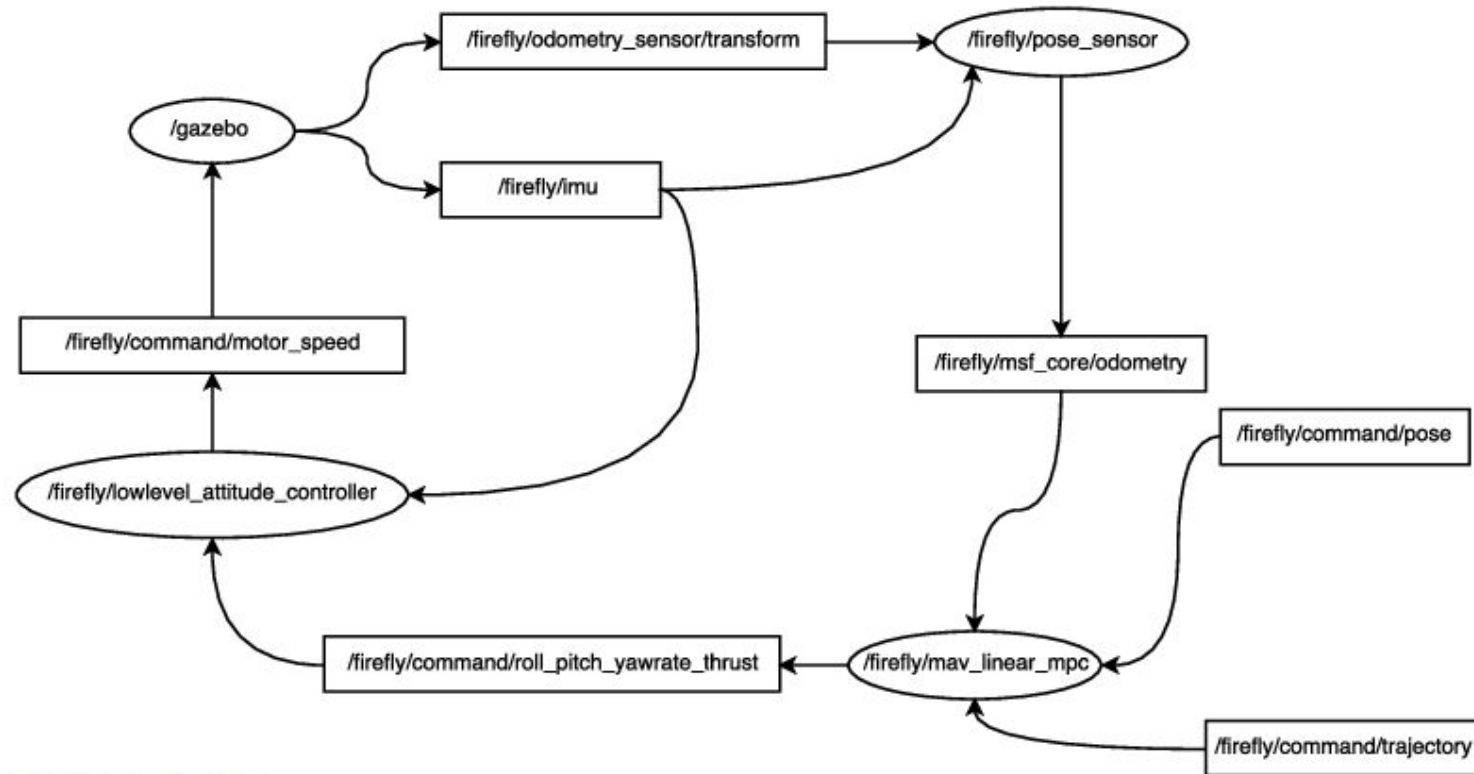 /firefly/odometry_sensor/transform
/firefly/pose_sensor
/gazebo
/firefly/imu
/firefly/command/motor_speed
/firefly/msf_core/odometry
/firefly/command/pose
/firefly/lowlevel_attitude_controller
/firefly/command/roll_pitch_yawrate_thrust
/firefly/mav_linear_mpc
/firefly/command/trajectory